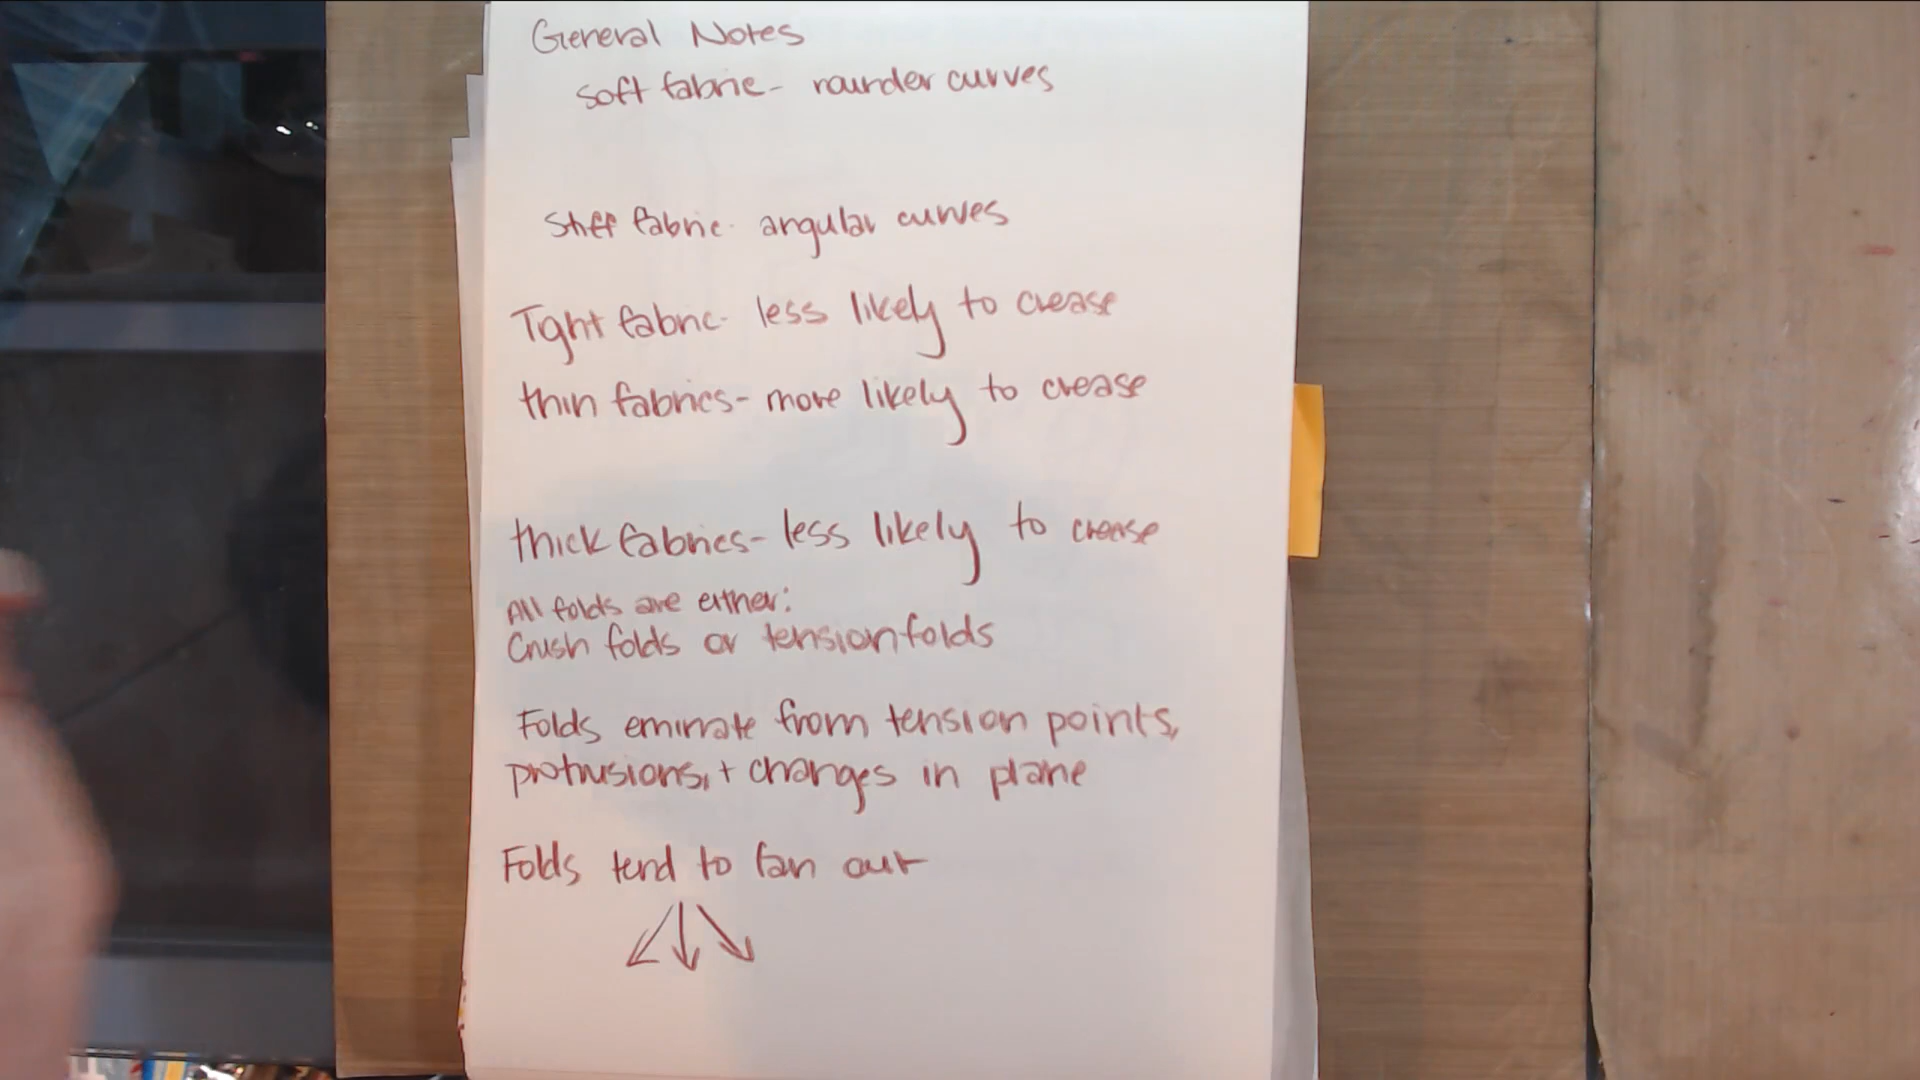 General Notes
soft fabric - rounder curves
Stiff fabric - angular curves
Tight fabric - less likely to crease
thin fabrics - more likely to crease
thick fabrics - less likely to crease
All folds are either:
Crush folds or tension folds
Folds eminate from tension points,
protrusions, + changes in plane
Folds tend to fan out